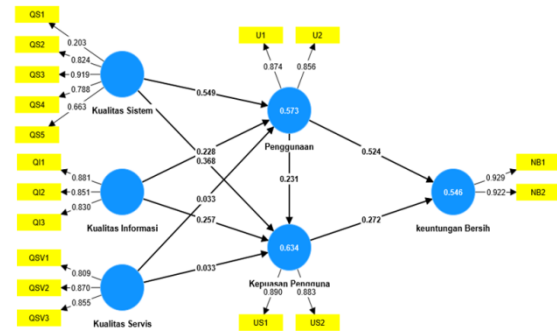 QS1
QS2
QS3
QS4
QS5
0.203
0.824
0.919
0.788
0.663
Kualitas Sistem
QI1
QI2
QI3
0.881
0.851
0.830
Kualitas Informasi
QSV1
QSV2
QSV3
0.809
0.870
0.855
Kualitas Servis
0.549
0.368
0.228
0.257
0.033
0.033
U1
U2
0.874
0.856
0.573
Penggunaan
0.231
0.634
Kepuasan Pengguna
0.890
0.883
US1
US2
0.524
0.272
0.546
keuntungan Bersih
0.929
0.922
NB1
NB2